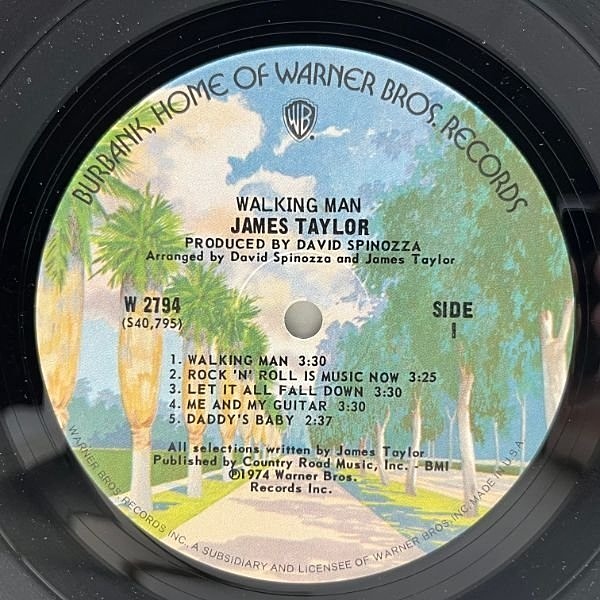 BURBANK, HOME OF WARNER BROS. RECORDS
WB
WALKING MAN
JAMES TAYLOR
PRODUCED BY DAVID SPINOZZA
Arranged by David Spinozza and James Taylor
W 2794
(S40,795)
SIDE
1
1. WALKING MAN 3:30
2. ROCK 'N' ROLL IS MUSIC NOW 3:25
3. LET IT ALL FALL DOWN 3:30
4. ME AND MY GUITAR 3:30
5. DADDY'S BABY 2:37
All selections written by James Taylor
Published by Country Road Music, Inc. - BMI
℗1974 Warner Bros.
Records Inc.
WARNER BROS. RECORDS INC., A SUBSIDIARY AND LICENSEE OF WARNER BROS., INC. MADE IN U.S.A.